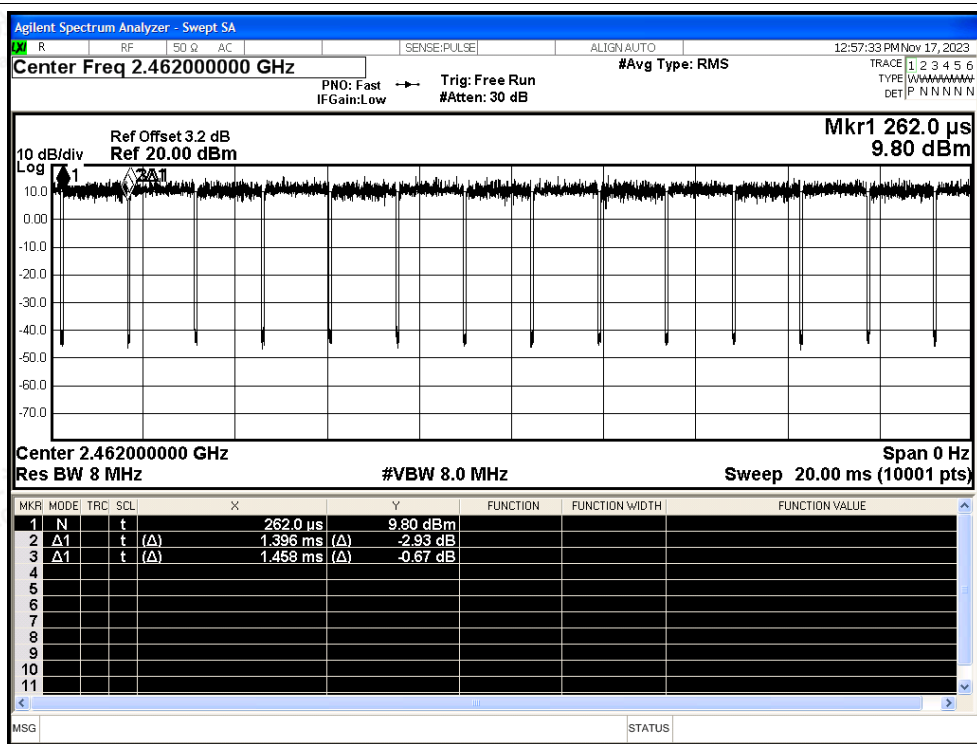 Agilent Spectrum Analyzer - Swept SA
LXI R RF 50 Ω AC SENSE:PULSE ALIGN AUTO 12:57:33 PM Nov 17, 2023
Center Freq 2.462000000 GHz #Avg Type: RMS TRACE 1 2 3 4 5 6
PNO: Fast Trig: Free Run TYPE WWWWWW
IFGain:Low #Atten: 30 dB DET P N N N N N
Mkr1 262.0 µs
Ref Offset 3.2 dB
10 dB/div Ref 20.00 dBm 9.80 dBm
Log
1 2Δ1
10.0
0.00
-10.0
-20.0
-30.0
-40.0
-50.0
-60.0
-70.0
Center 2.462000000 GHz Span 0 Hz
Res BW 8 MHz #VBW 8.0 MHz Sweep 20.00 ms (10001 pts)
MKR MODE TRC SCL X Y FUNCTION FUNCTION WIDTH FUNCTION VALUE
1 N t 262.0 µs 9.80 dBm
2 Δ1 t (Δ) 1.396 ms (Δ) -2.93 dB
3 Δ1 t (Δ) 1.458 ms (Δ) -0.67 dB
4
5
6
7
8
9
10
11
MSG STATUS